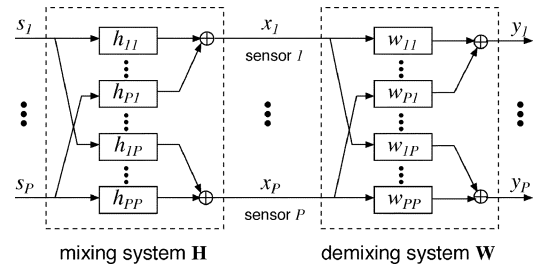 s1 h11 x1 w11 y1
sensor 1
hP1 wP1
h1P w1P
sP hPP xP wPP yP
sensor P
mixing system H demixing system W